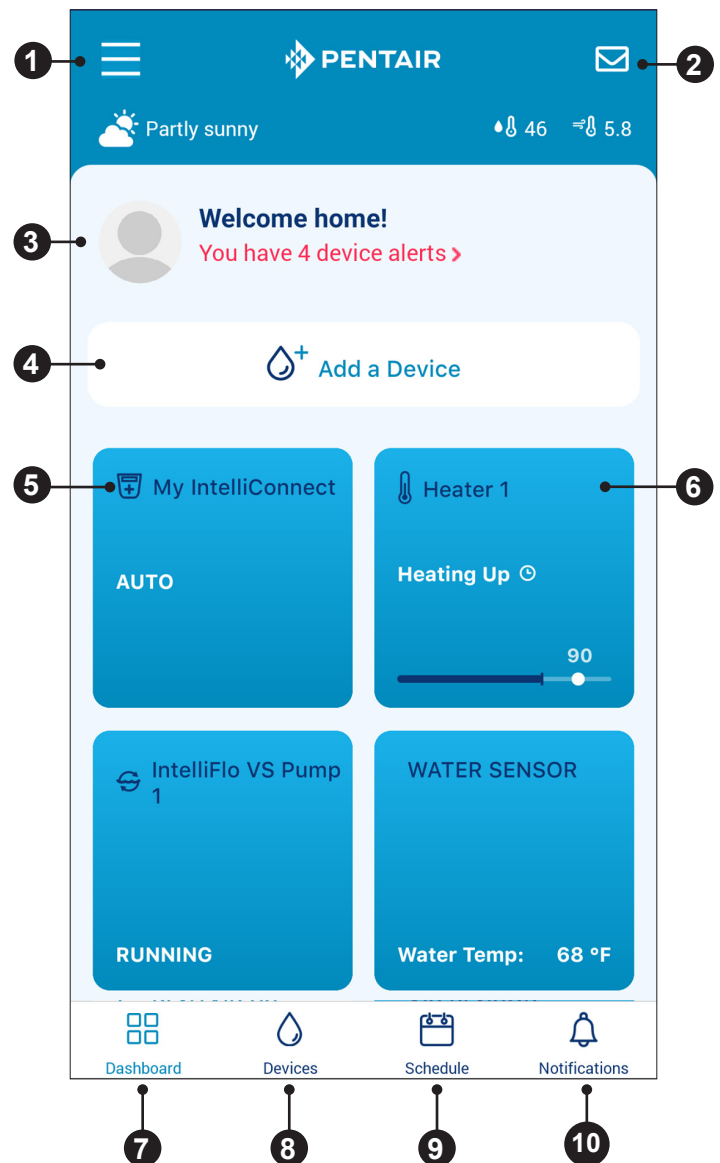 1
PENTAIR
2
Partly sunny
46
5.8
3
Welcome home!
You have 4 device alerts >
4
Add a Device
5
My IntelliConnect
AUTO
6
Heater 1
Heating Up
90
IntelliFlo VS Pump
1
RUNNING
WATER SENSOR
Water Temp: 68 °F
Dashboard
Devices
Schedule
Notifications
7
8
9
10